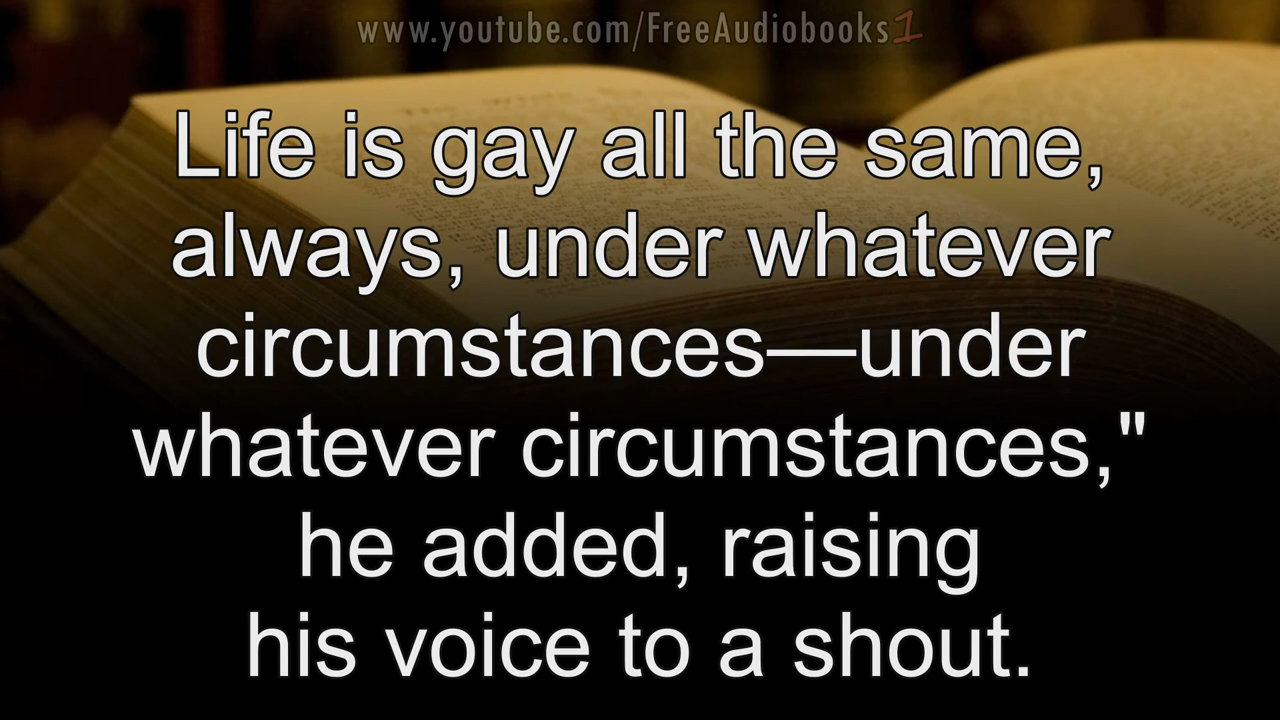 www.youtube.com/FreeAudiobooks1
Life is gay all the same,
always, under whatever
circumstances—under
whatever circumstances,"
he added, raising
his voice to a shout.